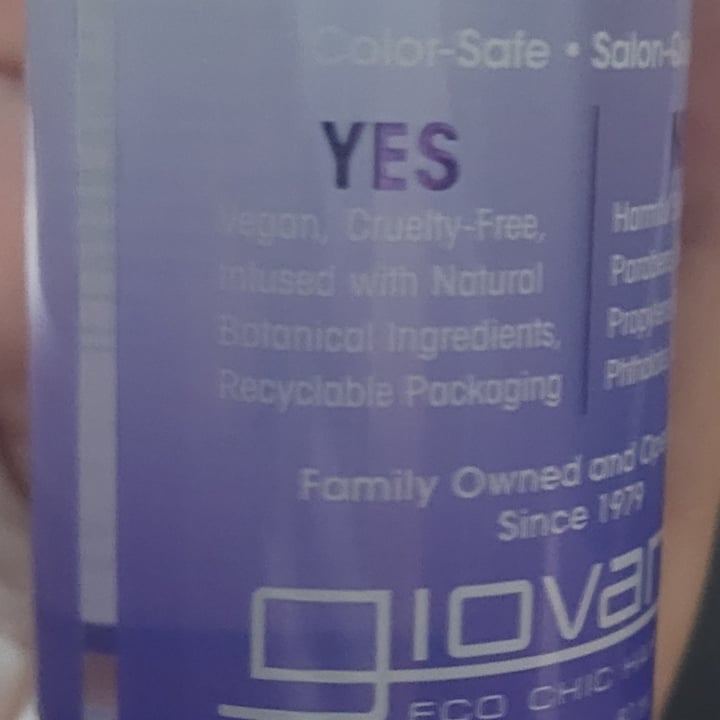 Color-Safe • Salon-
YES
Vegan, Cruelty-Free,
Infused with Natural
Botanical Ingredients,
Recyclable Packaging
Family Owned and
Since 1979
giovan
ECO CHIC